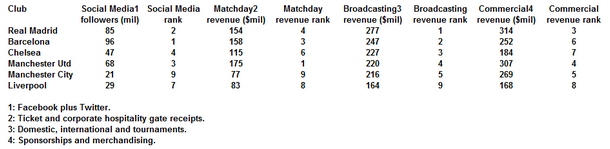 Club Social Media1 followers (mil) Social Media rank Matchday2 revenue ($mil) Matchday revenue rank Broadcasting3 revenue ($mil) Broadcasting revenue rank Commercial4 revenue ($mil) Commercial revenue rank
Real Madrid 85 2 154 4 277 1 314 3
Barcelona 96 1 158 3 247 2 252 6
Chelsea 47 4 115 6 227 3 184 7
Manchester Utd 68 3 175 1 220 4 307 4
Manchester City 21 9 77 9 216 5 269 5
Liverpool 29 7 83 8 164 9 168 8
1: Facebook plus Twitter.
2: Ticket and corporate hospitality gate receipts.
3: Domestic, international and tournaments.
4: Sponsorships and merchandising.